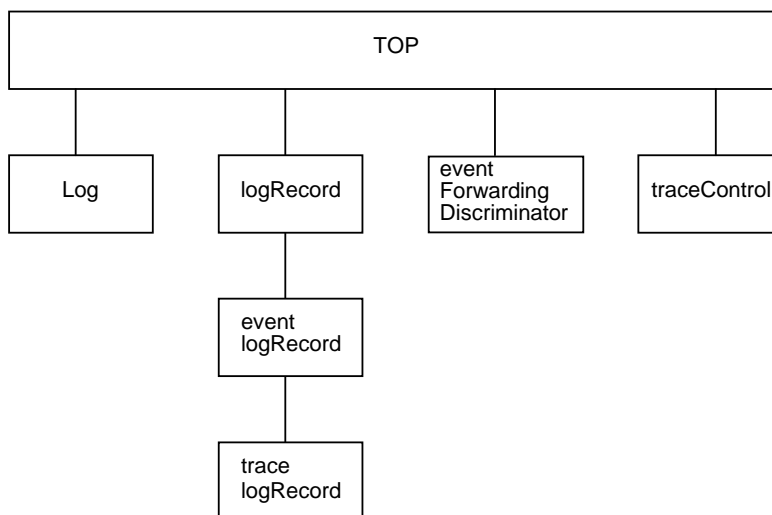 TOP
Log
logRecord
event
Forwarding
Discriminator
traceControl
event
logRecord
trace
logRecord